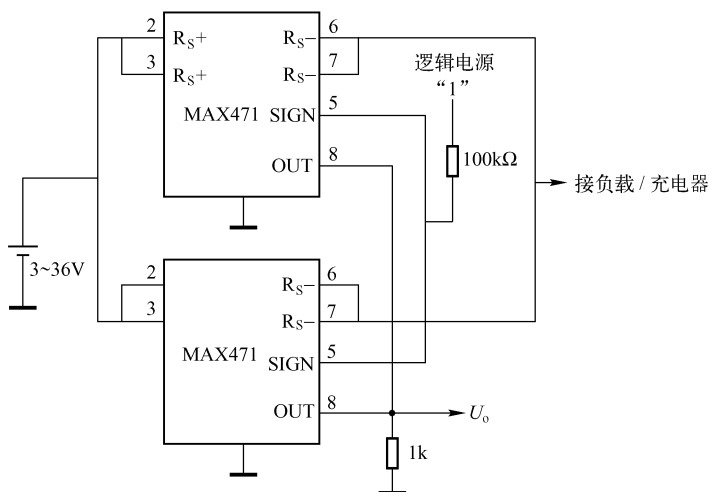 2
R_S+
3
R_S+
R_S−
6
R_S−
7
MAX471
SIGN
5
OUT
8
逻辑电源
“1”
100kΩ
接负载 / 充电器
3~36V
2
3
R_S−
6
R_S−
7
MAX471
SIGN
5
OUT
8
U_o
1k